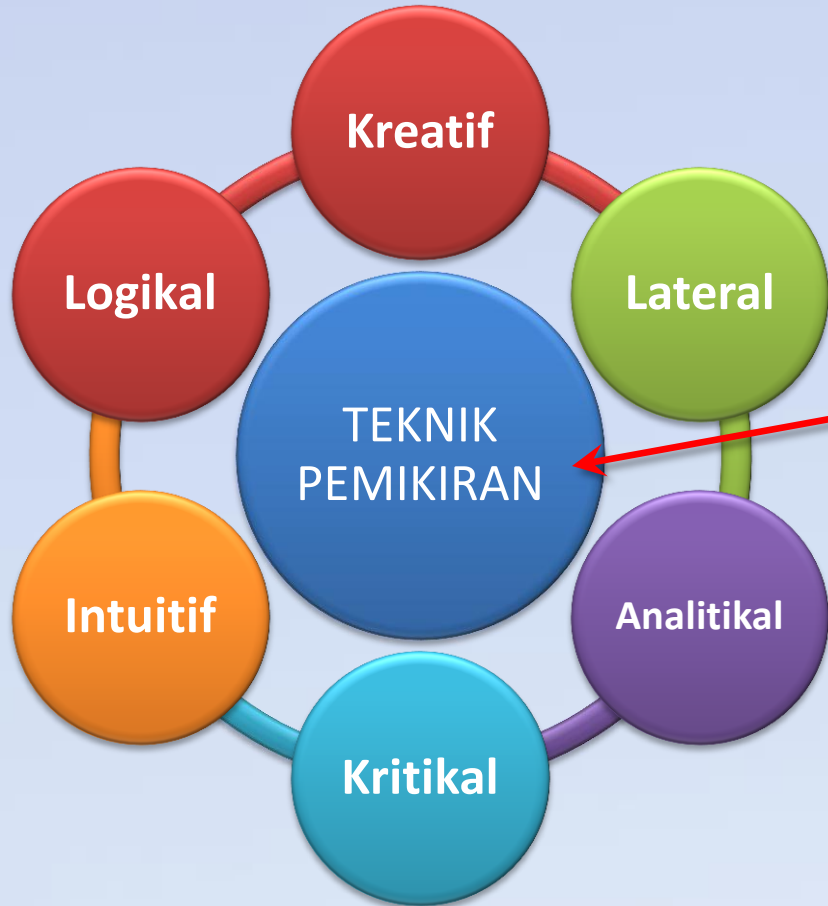 Kreatif
Logikal
Lateral
TEKNIK
PEMIKIRAN
Intuitif
Analitikal
Kritikal